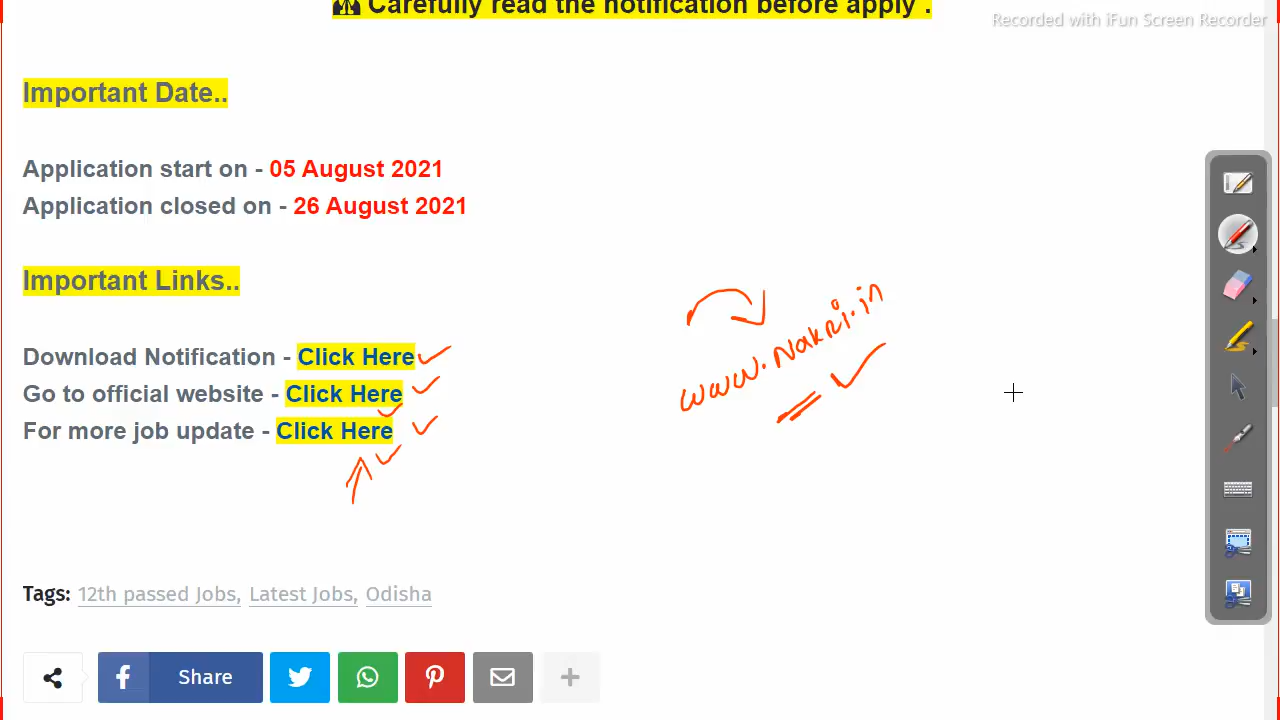 Carefully read the notification before apply .
Recorded with iFun Screen Recorder
Important Date..
Application start on - 05 August 2021
Application closed on - 26 August 2021
Important Links..
Download Notification - Click Here
Go to official website - Click Here
For more job update - Click Here
www.Nakri.in
Tags: 12th passed Jobs, Latest Jobs, Odisha
Share